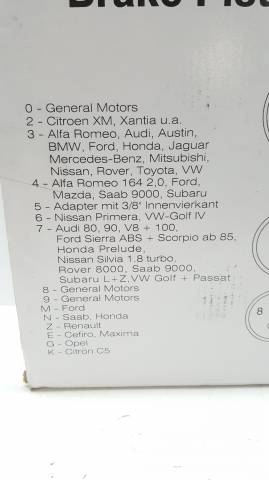 Brake Pist
0 - General Motors
2 - Citroen XM, Xantia u.a.
3 - Alfa Romeo, Audi, Austin,
BMW, Ford, Honda, Jaguar
Mercedes-Benz, Mitsubishi,
Nissan, Rover, Toyota, VW
4 - Alfa Romeo 164 2,0, Ford,
Mazda, Saab 9000, Subaru
5 - Adapter mit 3/8' Innenvierkant
6 - Nissan Primera, VW-Golf IV
7 - Audi 80, 90, V8 + 100,
Ford Sierra ABS + Scorpio ab 85,
Honda Prelude,
Nissan Silvia 1.8 turbo,
Rover 8000, Saab 9000,
Subaru L+Z, VW Golf + Passat
8 - General Motors
9 - General Motors
M - Ford
N - Saab, Honda
Z - Renault
E - Cefiro, Maxima
G - Opel
K - Citrön C5
8